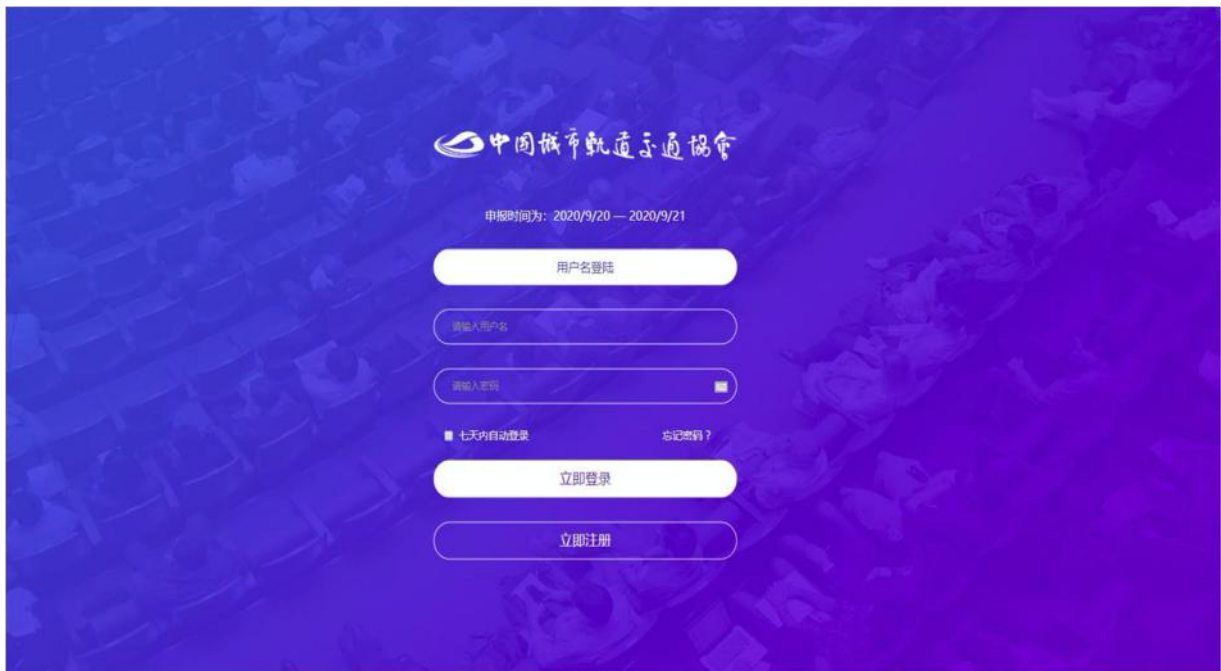 中国城市轨道交通协会
申报时间为：2020/9/20 — 2020/9/21
用户名登陆
请输入用户名
请输入密码
七天内自动登录 忘记密码？
立即登录
立即注册